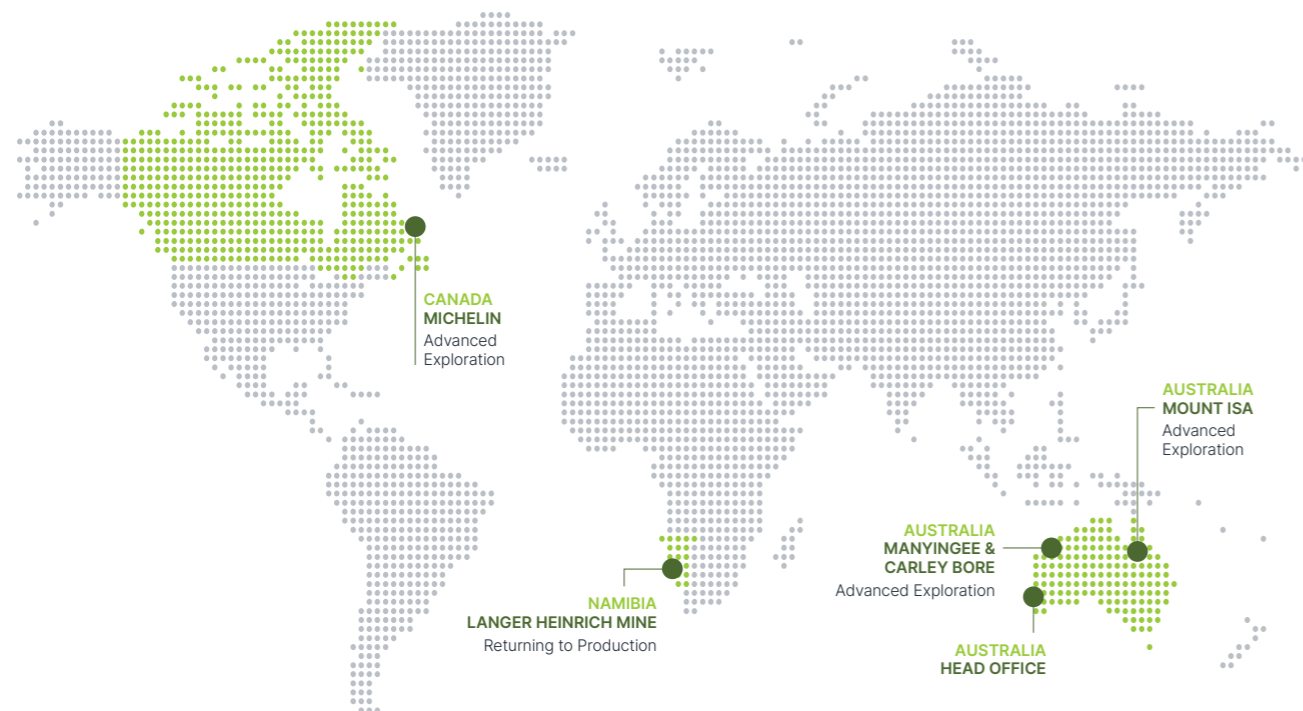 CANADA
MICHELIN
Advanced
Exploration
AUSTRALIA
MOUNT ISA
Advanced
Exploration
AUSTRALIA
MANYINGEE &
CARLEY BORE
Advanced Exploration
NAMIBIA
LANGER HEINRICH MINE
Returning to Production
AUSTRALIA
HEAD OFFICE